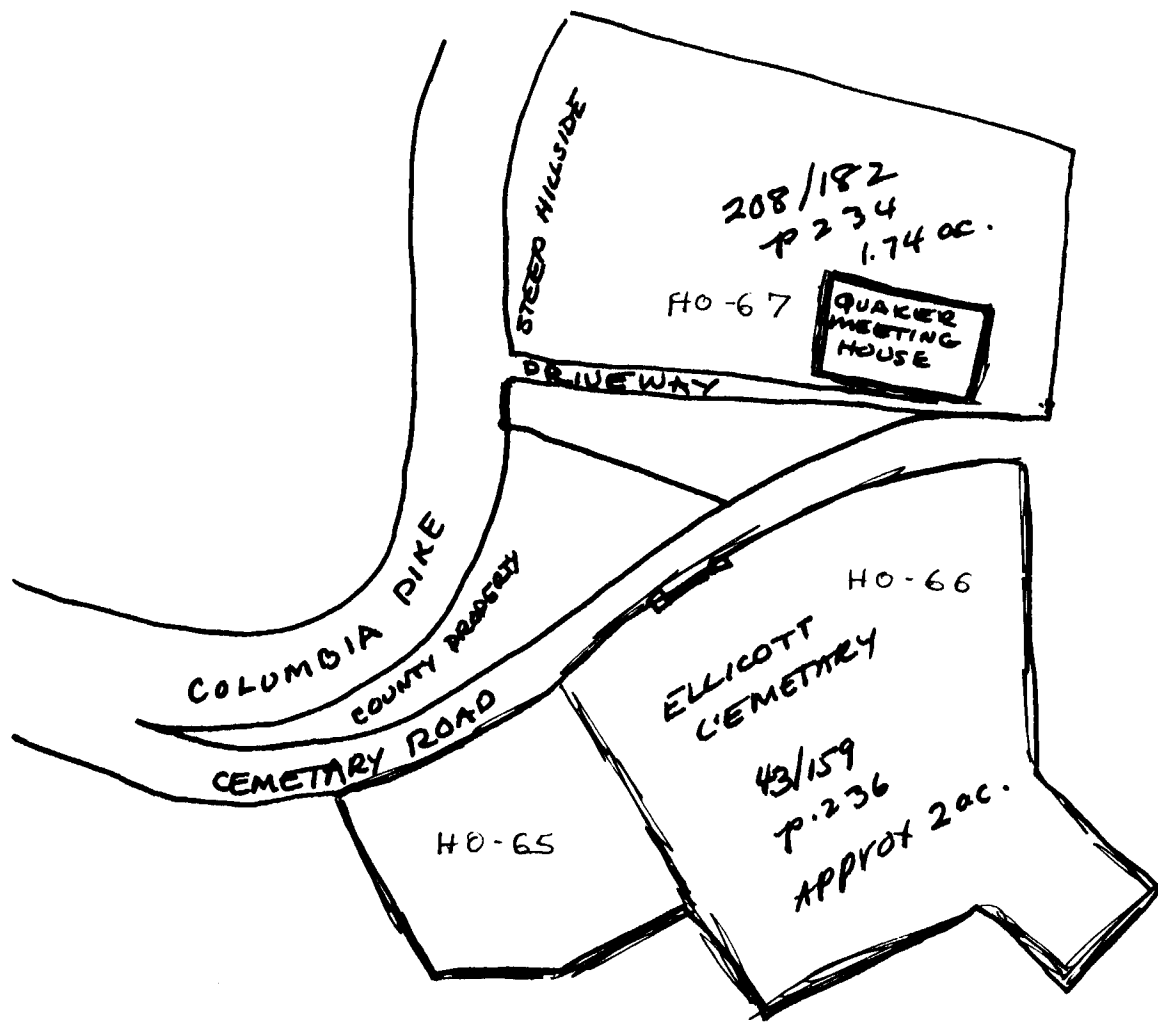 STEEP HILLSIDE
208/182
p 234
1.74 ac.
HO-67
QUAKER
MEETING
HOUSE
DRIVEWAY
COLUMBIA PIKE
COUNTY PROPERTY
CEMETARY ROAD
HO-66
ELLICOTT
CEMETARY
43/159
p. 236
APPROX 2 ac.
HO-65